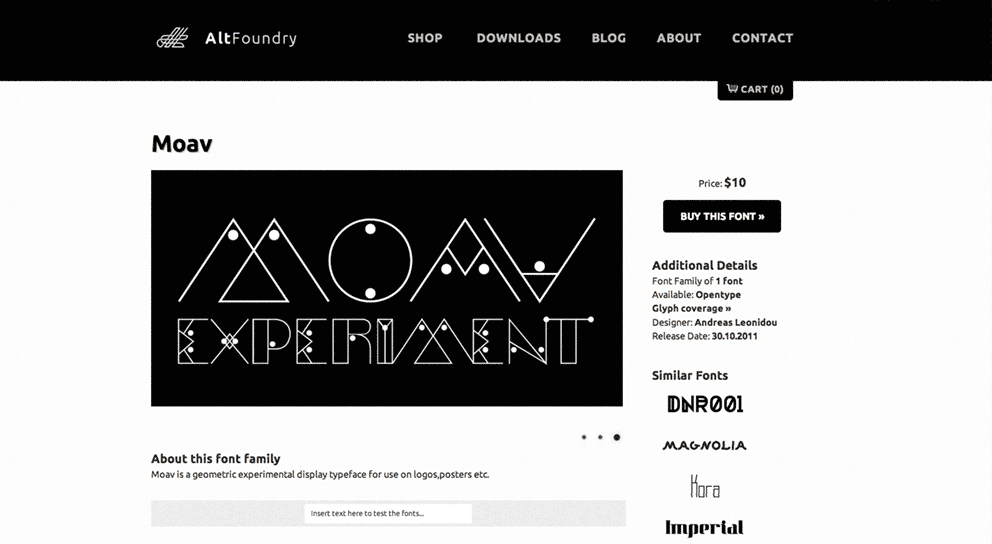 AltFoundry
SHOP DOWNLOADS BLOG ABOUT CONTACT
CART (0)
Moav
MOAV
EXPERIMENT
Price: $10
BUY THIS FONT »
Additional Details
Font Family of 1 font
Available: Opentype
Glyph coverage »
Designer: Andreas Leonidou
Release Date: 30.10.2011
Similar Fonts
DNR001
MAGNOLIA
Kora
Imperial
About this font family
Moav is a geometric experimental display typeface for use on logos,posters etc.
Insert text here to test the fonts...